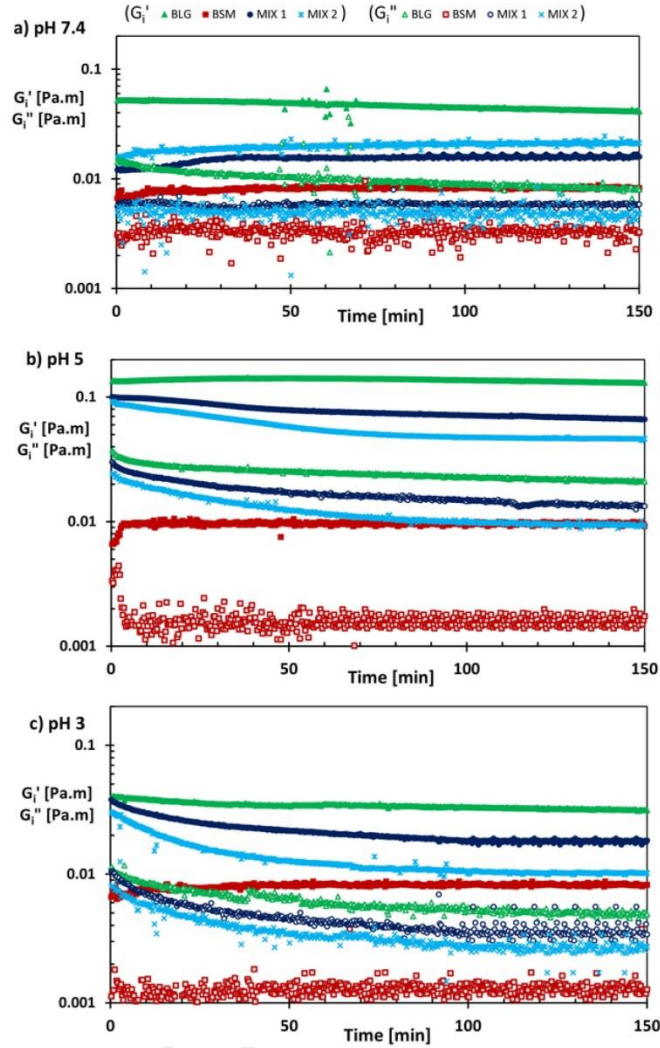 (Gi' ▲ BLG ■ BSM ● MIX 1 × MIX 2) (Gi" △ BLG □ BSM ○ MIX 1 × MIX 2)
a) pH 7.4
0.1
Gi' [Pa.m]
Gi" [Pa.m]
0.01
0.001
0 50 100 150
Time [min]
b) pH 5
0.1
Gi' [Pa.m]
Gi" [Pa.m]
0.01
0.001
0 50 100 150
Time [min]
c) pH 3
0.1
Gi' [Pa.m]
Gi" [Pa.m]
0.01
0.001
0 50 100 150
Time [min]